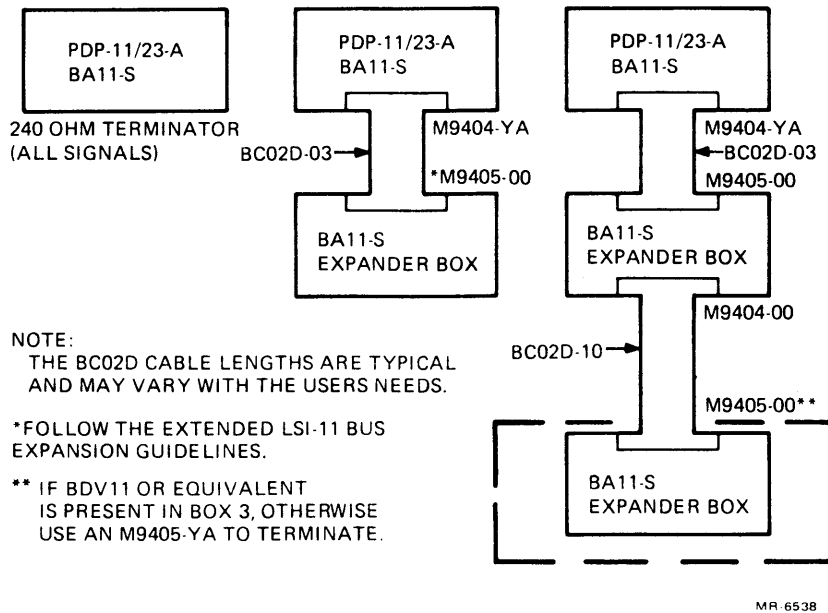 PDP-11/23-A
BA11-S
240 OHM TERMINATOR
(ALL SIGNALS)
PDP-11/23-A
BA11-S
M9404-YA
BC02D-03
*M9405-00
BA11-S
EXPANDER BOX
PDP-11/23-A
BA11-S
M9404-YA
BC02D-03
M9405-00
BA11-S
EXPANDER BOX
M9404-00
BC02D-10
M9405-00**
BA11-S
EXPANDER BOX
NOTE:
THE BC02D CABLE LENGTHS ARE TYPICAL
AND MAY VARY WITH THE USERS NEEDS.
*FOLLOW THE EXTENDED LSI-11 BUS
EXPANSION GUIDELINES.
** IF BDV11 OR EQUIVALENT
IS PRESENT IN BOX 3, OTHERWISE
USE AN M9405-YA TO TERMINATE.
MR-6538